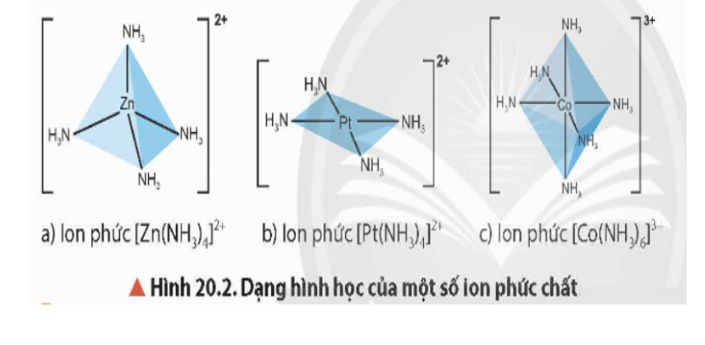 NH₃
Zn
H₃N
NH₃
NH₃
2+
H₃N
H₃N
Pt
NH₃
NH₃
2+
NH₃
H₃N
H₃N
Co
NH₃
NH₃
NH₃
3+
a) Ion phức [Zn(NH₃)₄]²⁺
b) Ion phức [Pt(NH₃)₄]²⁺
c) Ion phức [Co(NH₃)₆]³⁻
▲ Hình 20.2. Dạng hình học của một số ion phức chất